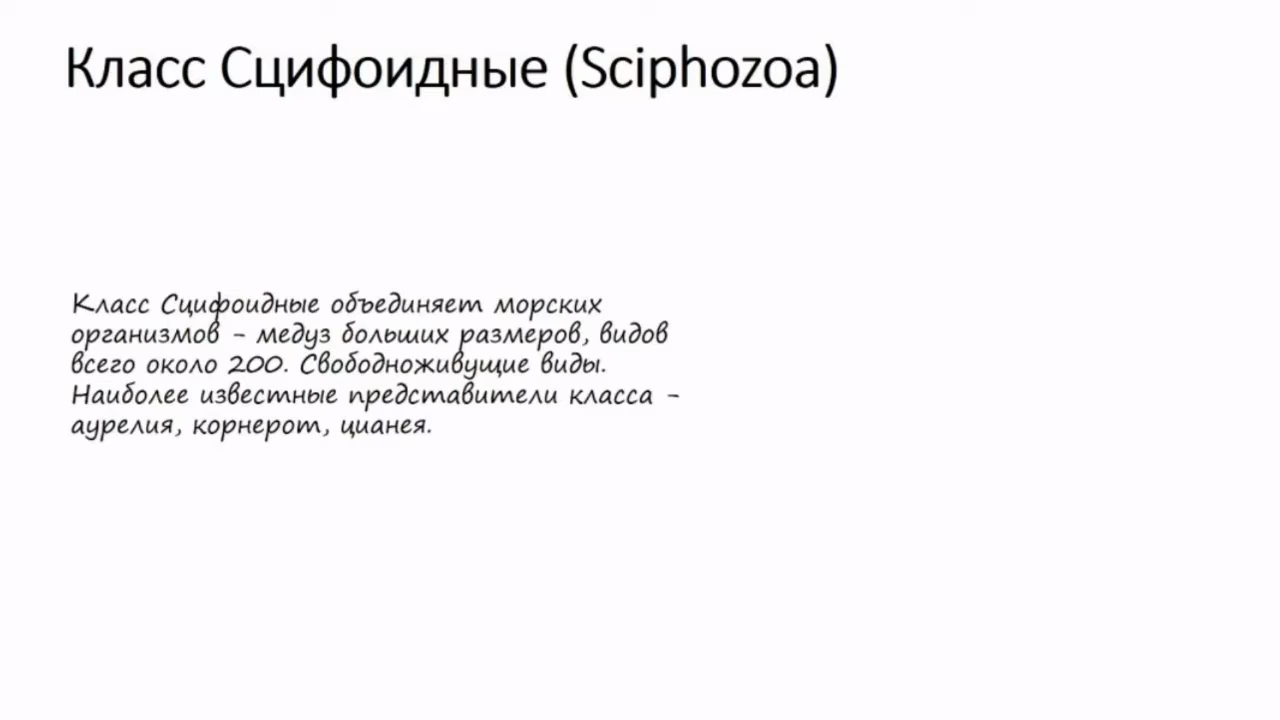 Класс Сцифоидные (Sciphozoa)
Класс Сцифоидные объединяет морских
организмов - медуз больших размеров, видов
всего около 200. Свободноживущие виды.
Наиболее известные представители класса -
аурелия, корнерот, цианея.